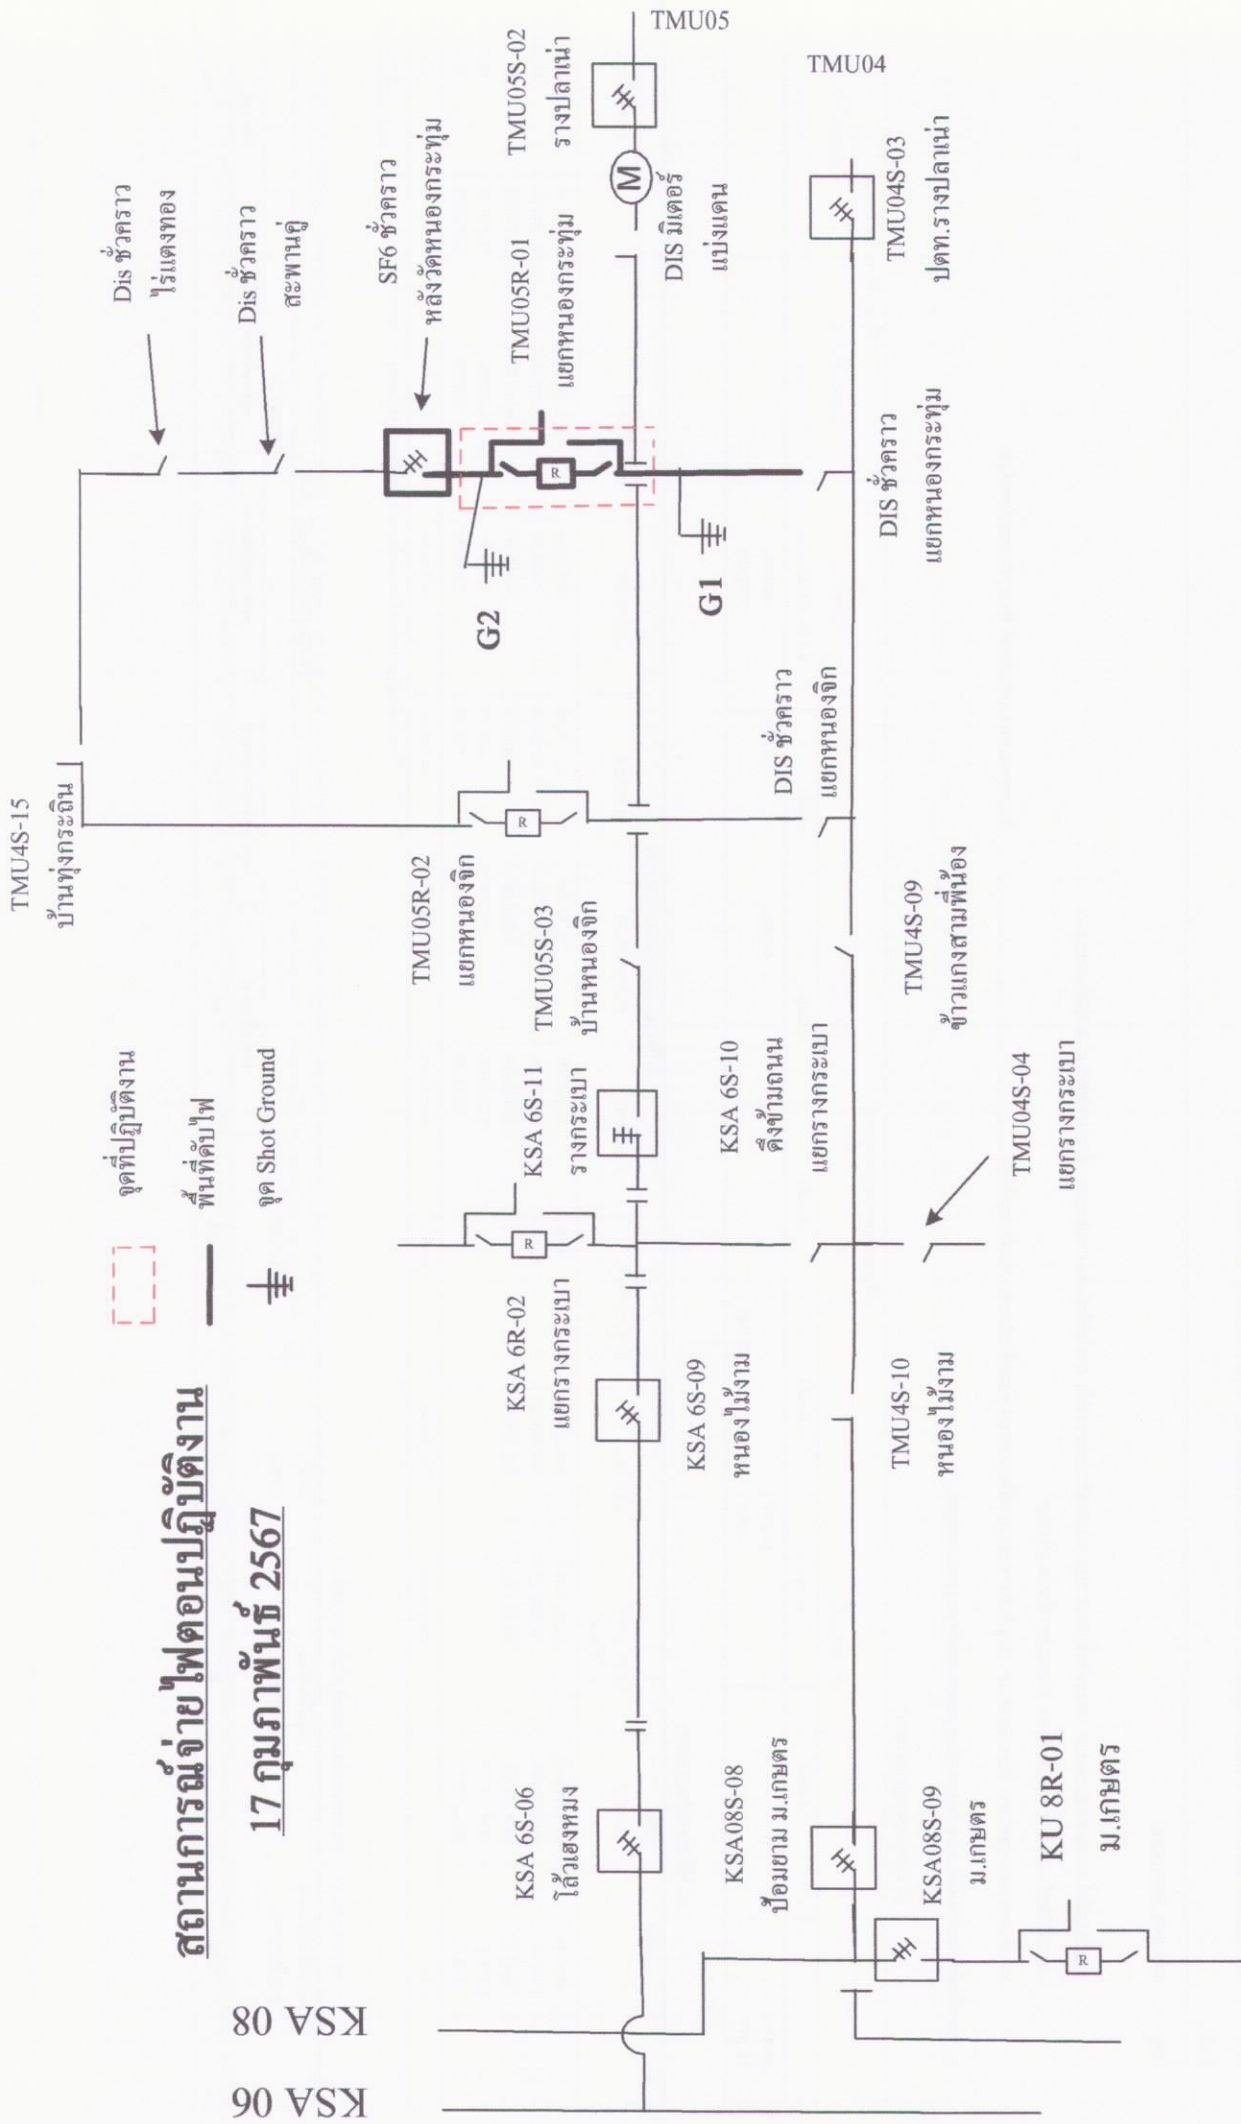 สถานการณ์จ่ายไฟตอนปฏิบัติงาน
17 กุมภาพันธ์ 2567
จุดที่ปฏิบัติงาน
พื้นที่ดับไฟ
จุด Shot Ground
TMU4S-15
บ้านทุ่งกระถิน
Dis ชั่วคราว
ไร่แตงทอง
Dis ชั่วคราว
สะพานคู่
SF6 ชั่วคราว
หลังวัดหนองกระทุ่ม
TMU05R-01
แยกหนองกระทุ่ม
TMU05S-02
รางปลาเน่า
TMU05
M
DIS มิเตอร์
แบ่งแดน
TMU04
TMU04S-03
ปตท.รางปลาเน่า
R
G2
G1
DIS ชั่วคราว
แยกหนองกระทุ่ม
TMU05R-02
แยกหนองจิก
R
DIS ชั่วคราว
แยกหนองจิก
TMU05S-03
บ้านหนองจิก
TMU4S-09
ข้าวแกงสามพี่น้อง
KSA 6S-11
รางกระเบา
KSA 6S-10
ดึงข้ามถนน
แยกรางกระเบา
TMU04S-04
แยกรางกระเบา
KSA 6R-02
แยกรางกระเบา
R
KSA 6S-09
หนองไม้งาม
TMU4S-10
หนองไม้งาม
KSA 6S-06
โล้วเฮงหมง
KSA08S-08
ป้อมยาม ม.เกษตร
KSA08S-09
ม.เกษตร
KU 8R-01
ม.เกษตร
R
KSA 08
KSA 06